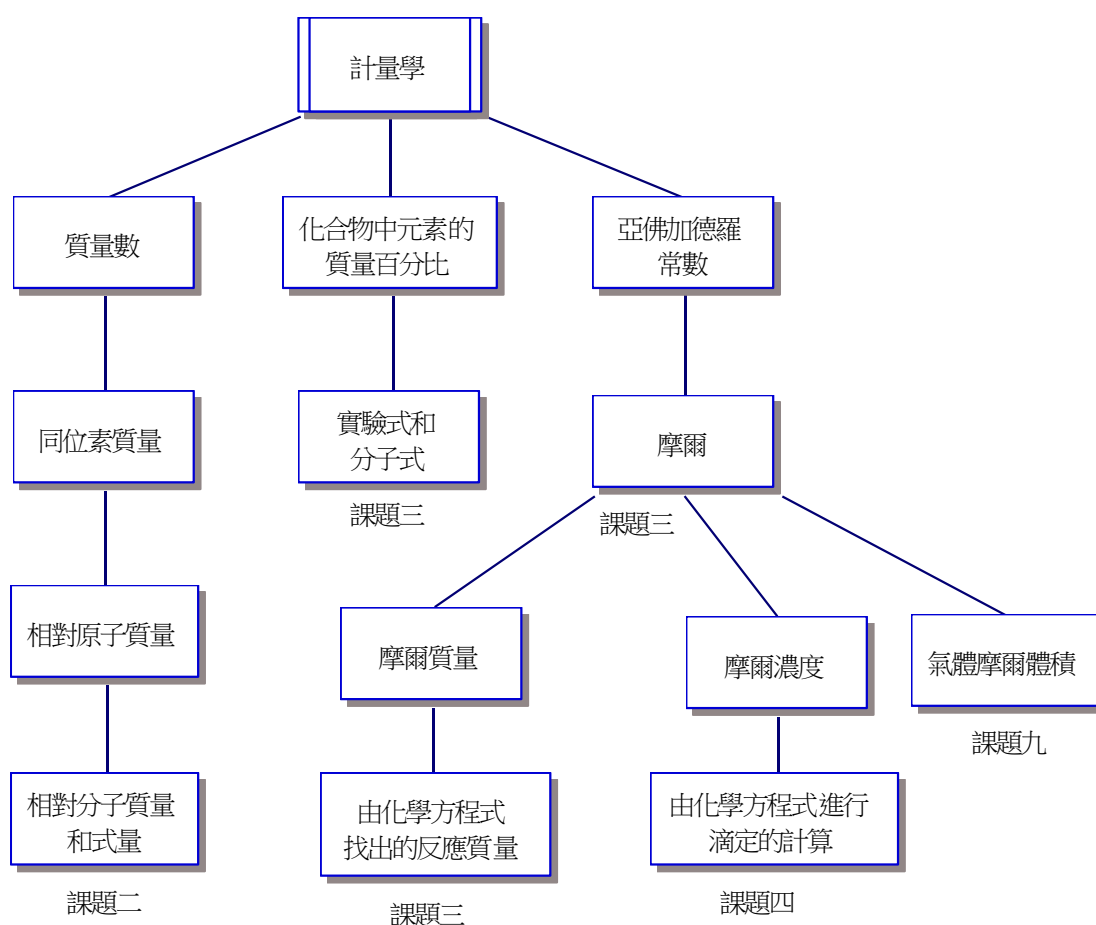 計量學
質量數
化合物中元素的
質量百分比
亞佛加德羅
常數
同位素質量
實驗式和
分子式
課題三
摩爾
課題三
相對原子質量
摩爾質量
摩爾濃度
氣體摩爾體積
課題九
相對分子質量
和式量
課題二
由化學方程式
找出的反應質量
課題三
由化學方程式進行
滴定的計算
課題四